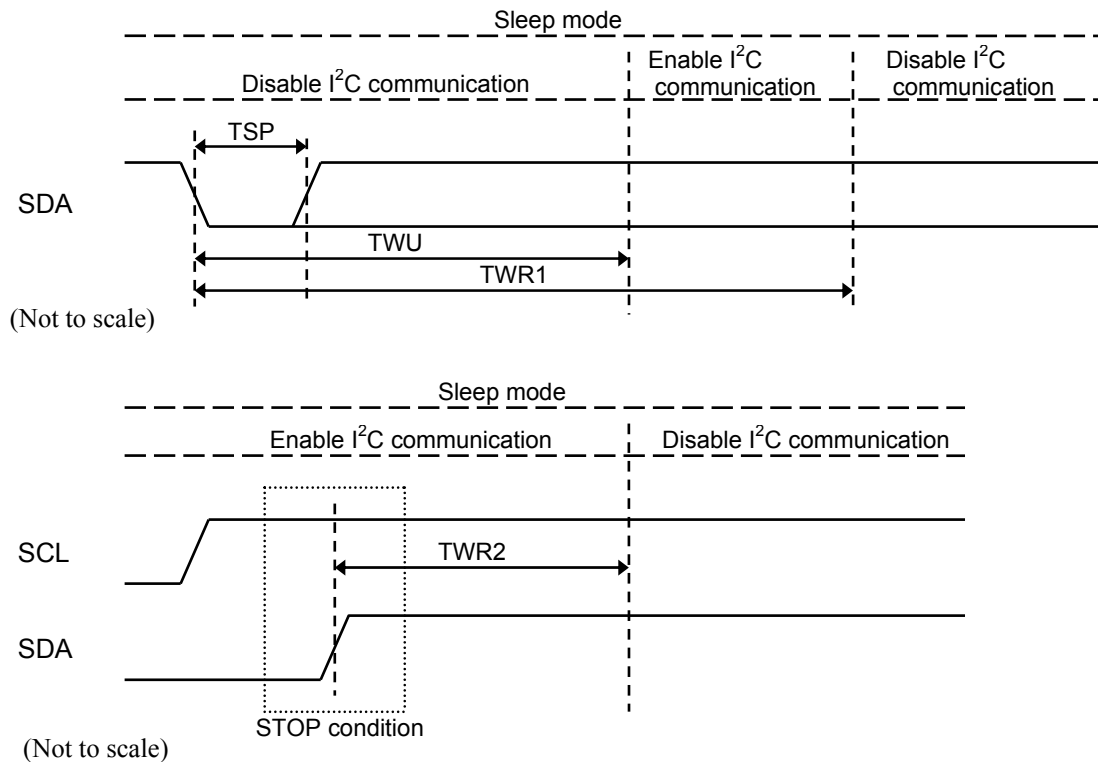 Sleep mode
Disable I²C communication
Enable I²C
communication
Disable I²C
communication
TSP
SDA
TWU
TWR1
(Not to scale)
Sleep mode
Enable I²C communication
Disable I²C communication
SCL
TWR2
SDA
STOP condition
(Not to scale)